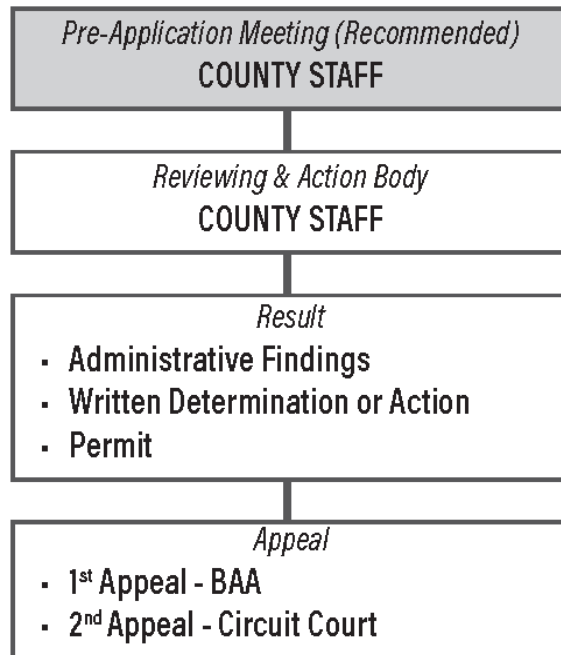 Pre-Application Meeting (Recommended)
COUNTY STAFF
Reviewing & Action Body
COUNTY STAFF
Result
▪ Administrative Findings
▪ Written Determination or Action
▪ Permit
Appeal
▪ 1st Appeal - BAA
▪ 2nd Appeal - Circuit Court